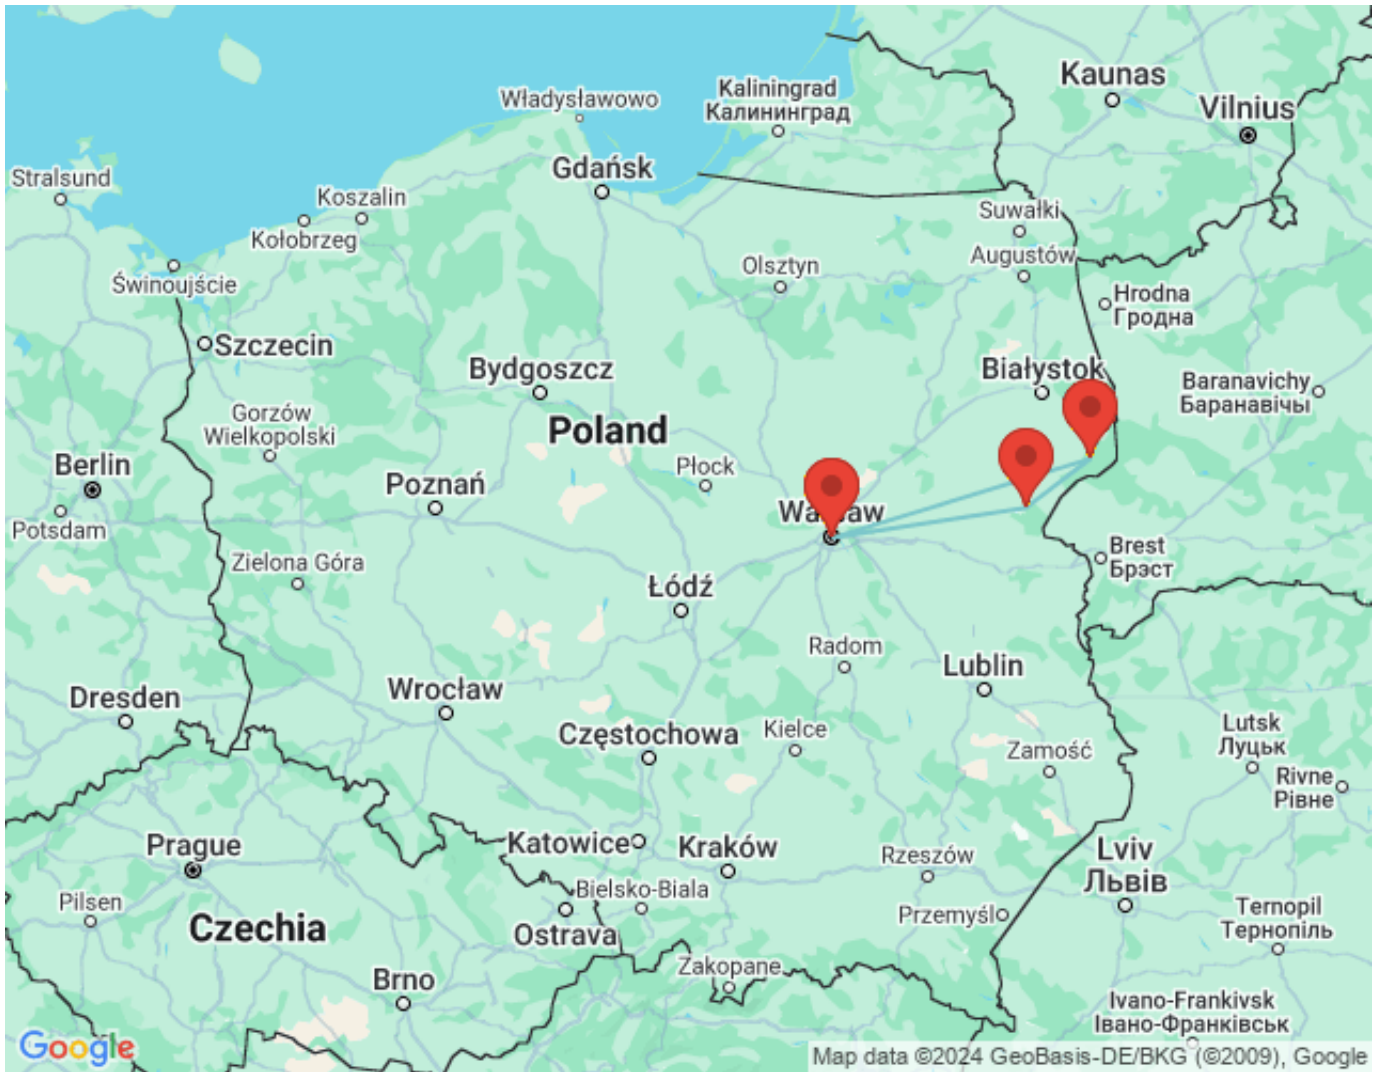 Kaunas
Vilnius
Kaliningrad
Калининград
Władysławowo
Gdańsk
Stralsund
Koszalin
Kołobrzeg
Suwałki
Augustów
Olsztyn
Świnoujście
Hrodna
Гродна
Szczecin
Bydgoszcz
Białystok
Baranavichy
Баранавічы
Gorzów
Wielkopolski
Poland
Berlin
Płock
Poznań
Potsdam
Warsaw
Brest
Брэст
Zielona Góra
Łódź
Radom
Lublin
Dresden
Wrocław
Częstochowa
Kielce
Zamość
Lutsk
Луцьк
Rivne
Рівне
Prague
Katowice
Kraków
Rzeszów
Lviv
Львів
Pilsen
Bielsko-Biala
Przemyśl
Ternopil
Тернопіль
Czechia
Ostrava
Zakopane
Brno
Ivano-Frankivsk
Івано-Франківськ
Google
Map data ©2024 GeoBasis-DE/BKG (©2009), Google